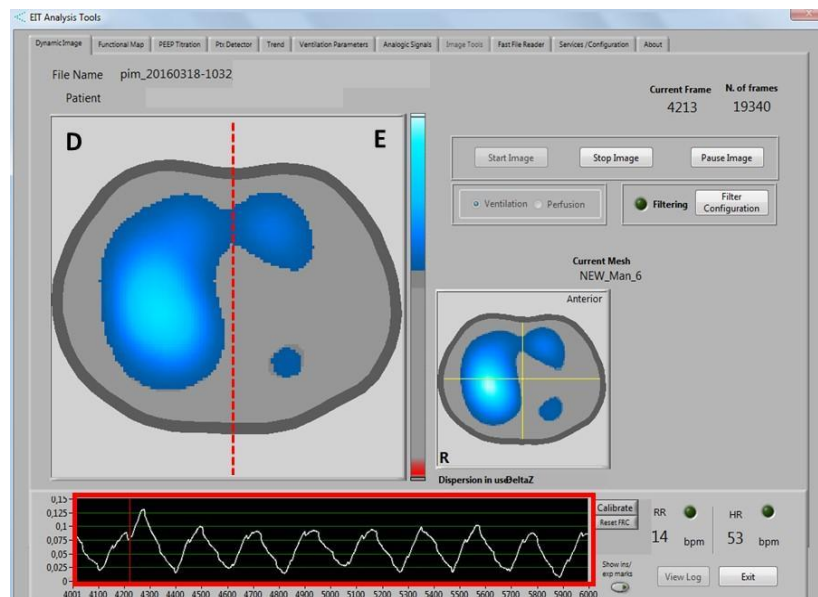 EIT Analysis Tools
Dynamic Image Functional Map PEEP Titration Ptx Detector Trend Ventilation Parameters Analogic Signals Image Tools Fast File Reader Services /Configuration About
File Name pim_20160318-1032
Patient
Current Frame N. of frames
4213 19340
D E
Start Image Stop Image Pause Image
Ventilation Perfusion Filtering Filter Configuration
Current Mesh
NEW_Man_6
Anterior
R
Dispersion in use DeltaZ
0,15
0,125
0,1
0,075
0,05
0,025
0
4001 4100 4200 4300 4400 4500 4600 4700 4800 4900 5000 5100 5200 5300 5400 5500 5600 5700 5800 5900 6000
Calibrate
Reset FRC
Show ins/
exp marks
RR HR
14 bpm 53 bpm
View Log Exit